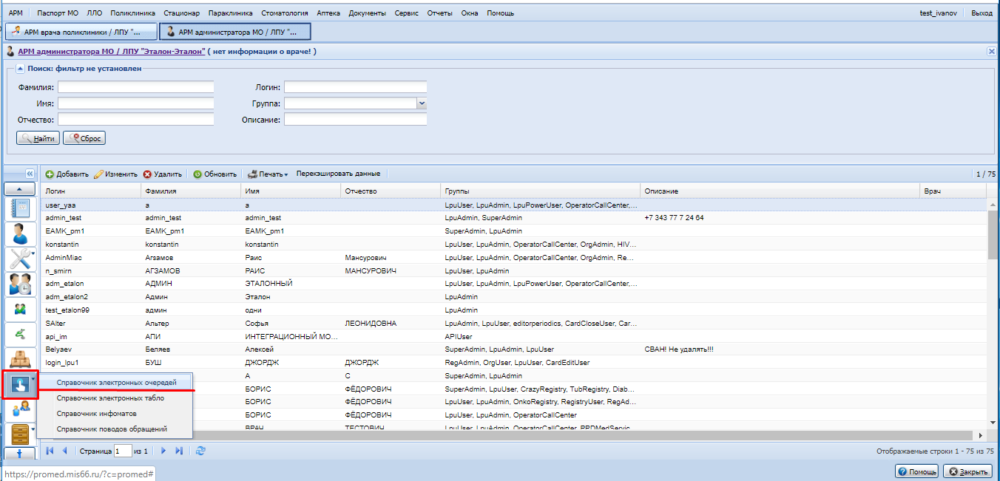 АРМ Паспорт МО ЛЛО Поликлиника Стационар Параклиника Стоматология Аптека Документы Сервис Отчеты Окна Помощь test_ivanov Выход
АРМ врача поликлиники / ЛПУ "... АРМ администратора МО / ЛПУ "...
АРМ администратора МО / ЛПУ "Эталон-Эталон" ( нет информации о враче! )
Поиск: фильтр не установлен
Фамилия: Логин:
Имя: Группа:
Отчество: Описание:
Найти Сброс
Добавить Изменить Удалить Обновить Печать Перекэшировать данные 1 / 75
Логин Фамилия Имя Отчество Группы Описание Врач
user_yaa а а LpuUser, LpuAdmin, LpuPowerUser, OperatorCallCenter,...
admin_test admin_test admin_test LpuAdmin, SuperAdmin +7 343 77 7 24 64
EAMK_pm1 EAMK_pm1 EAMK_pm1 SuperAdmin, LpuAdmin
konstantin konstantin konstantin LpuUser, LpuAdmin, OperatorCallCenter, OrgAdmin, HIV...
AdminMiac Агзамов Раис Мансурович LpuUser, LpuAdmin, OperatorCallCenter, OrgAdmin, Re...
n_smirn АГЗАМОВ РАИС МАНСУРОВИЧ LpuUser, LpuAdmin
adm_etalon АДМИН ЭТАЛОННЫЙ LpuUser, LpuAdmin, LpuPowerUser, OperatorCallCenter,...
adm_etalon2 Админ Эталон LpuAdmin
test_etalon99 админ одни LpuAdmin
SAlter Альтер Софья ЛЕОНИДОВНА LpuAdmin, LpuUser, editorperiodics, CardCloseUser, Car...
api_im АПИ ИНТЕГРАЦИОННЫЙ МО... APIUser
Belyaev Беляев Алексей SuperAdmin, LpuAdmin, LpuUser СВАН! Не удалять!!!
login_lpu1 БУШ ДЖОРДЖ ДЖОРДЖ RegAdmin, OrgUser, LpuUser, CardEditUser
А С SuperAdmin, LpuAdmin
Справочник электронных очередей
БОРИС ФЁДОРОВИЧ SuperAdmin, LpuUser, CrazyRegistry, TubRegistry, Diab...
Справочник электронных табло
БОРИС ФЁДОРОВИЧ LpuUser, LpuAdmin, OnkoRegistry, RegistryUser, RegAd...
Справочник инфоматов
БОРИС ФЁДОРОВИЧ LpuUser, LpuAdmin, OperatorCallCenter
Справочник поводов обращений
ВРАЧ ТЕСТОВИЧ LpuUser, LpuAdmin, OperatorCallCenter, PPDMedServic
Страница 1 из 1 Отображаемые строки 1 - 75 из 75
https://promed.mis66.ru/?c=promed# Помощь Закрыть